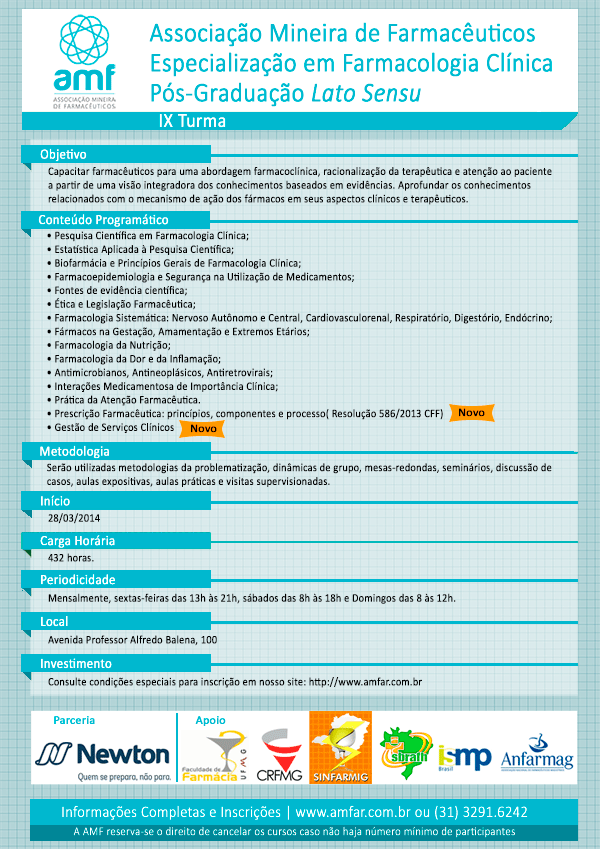 amf
ASSOCIAÇÃO MINEIRA
DE FARMACÊUTICOS
Associação Mineira de Farmacêuticos
Especialização em Farmacologia Clínica
Pós-Graduação Lato Sensu
IX Turma
Objetivo
Capacitar farmacêuticos para uma abordagem farmacoclínica, racionalização da terapêutica e atenção ao paciente
a partir de uma visão integradora dos conhecimentos baseados em evidências. Aprofundar os conhecimentos
relacionados com o mecanismo de ação dos fármacos em seus aspectos clínicos e terapêuticos.
Conteúdo Programático
• Pesquisa Científica em Farmacologia Clínica;
• Estatística Aplicada à Pesquisa Científica;
• Biofarmácia e Princípios Gerais de Farmacologia Clínica;
• Farmacoepidemiologia e Segurança na Utilização de Medicamentos;
• Fontes de evidência científica;
• Ética e Legislação Farmacêutica;
• Farmacologia Sistemática: Nervoso Autônomo e Central, Cardiovasculorenal, Respiratório, Digestório, Endócrino;
• Fármacos na Gestação, Amamentação e Extremos Etários;
• Farmacologia da Nutrição;
• Farmacologia da Dor e da Inflamação;
• Antimicrobianos, Antineoplásicos, Antiretrovirais;
• Interações Medicamentosa de Importância Clínica;
• Prática da Atenção Farmacêutica.
• Prescrição Farmacêutica: princípios, componentes e processo( Resolução 586/2013 CFF) Novo
• Gestão de Serviços Clínicos Novo
Metodologia
Serão utilizadas metodologias da problematização, dinâmicas de grupo, mesas-redondas, seminários, discussão de
casos, aulas expositivas, aulas práticas e visitas supervisionadas.
Início
28/03/2014
Carga Horária
432 horas.
Periodicidade
Mensalmente, sextas-feiras das 13h às 21h, sábados das 8h às 18h e Domingos das 8 às 12h.
Local
Avenida Professor Alfredo Balena, 100
Investimento
Consulte condições especiais para inscrição em nosso site: http://www.amfar.com.br
Parceria
Newton
Quem se prepara, não para.
Apoio
Faculdade de
Farmácia
UFMG
CRFMG
SINFARMIG
sbrafh
ismp
Brasil
Anfarmag
Informações Completas e Inscrições | www.amfar.com.br ou (31) 3291.6242
A AMF reserva-se o direito de cancelar os cursos caso não haja número mínimo de participantes